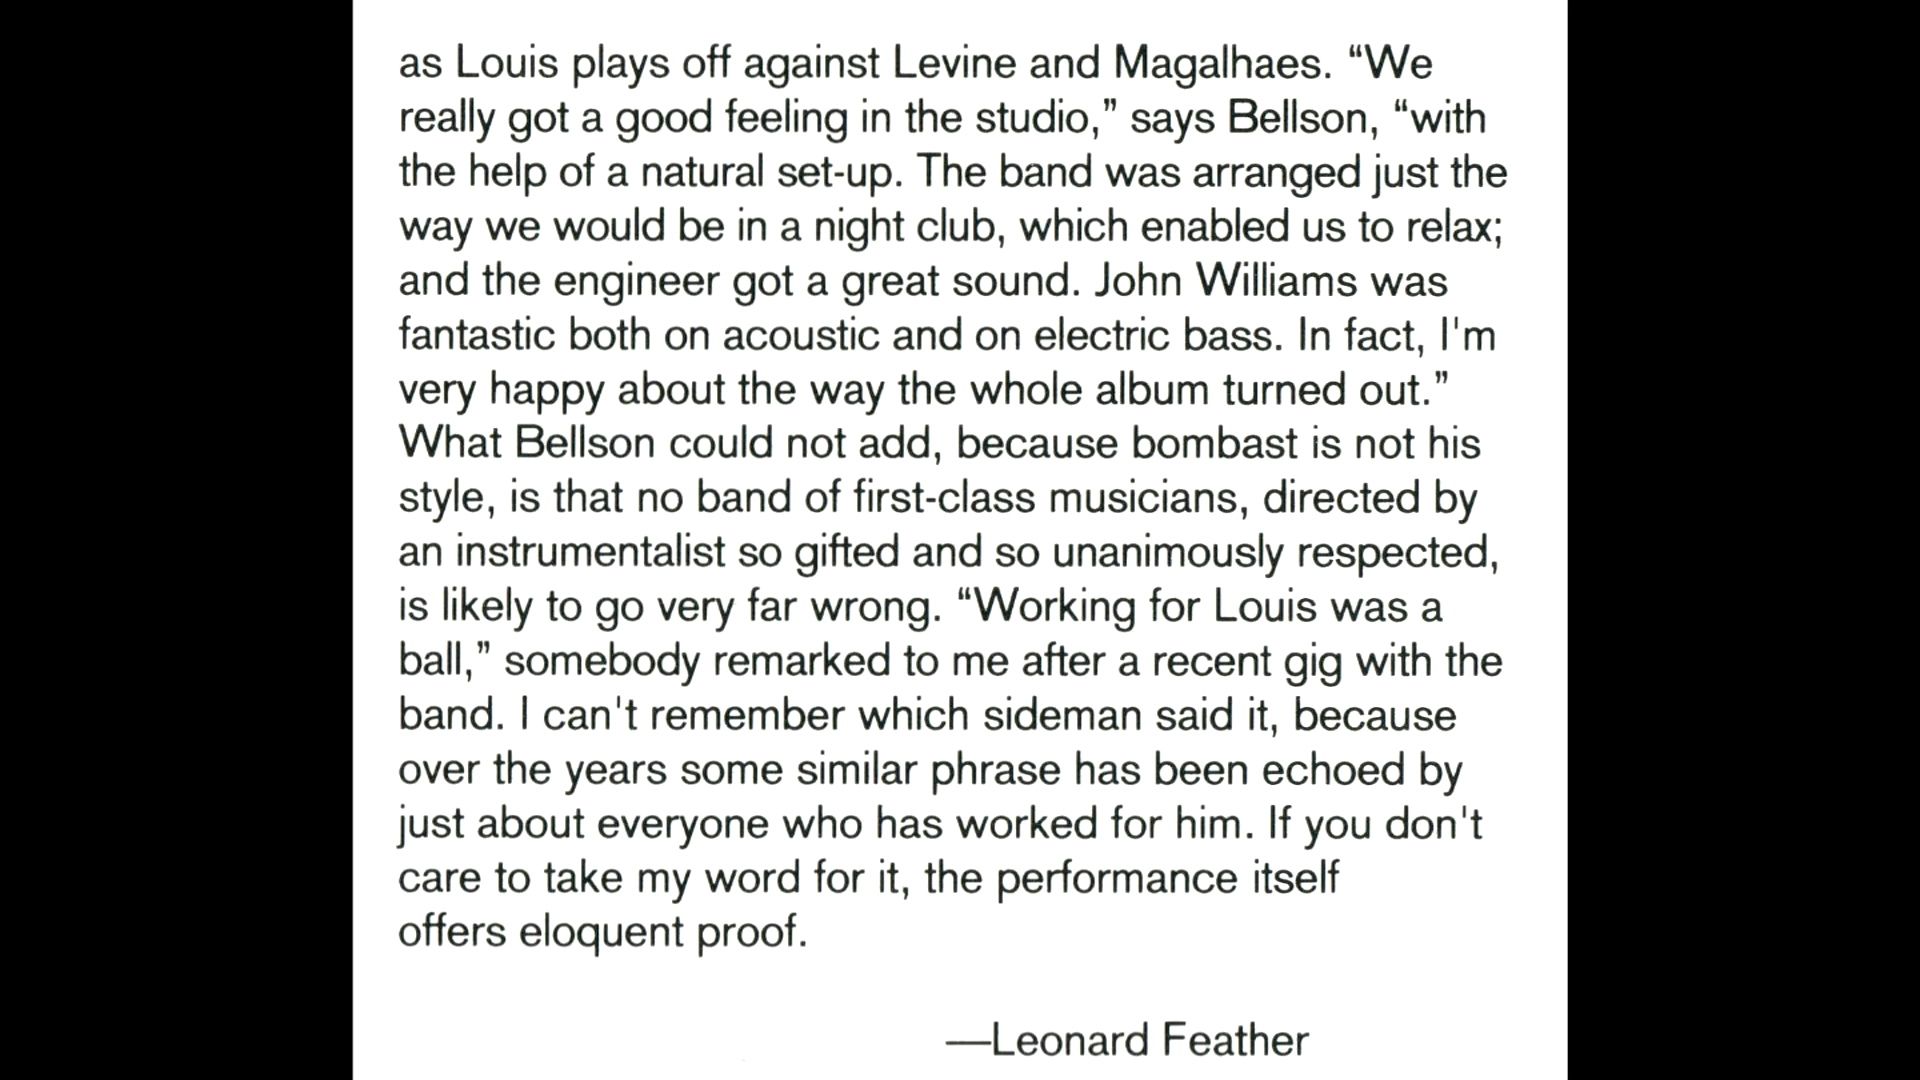 as Louis plays off against Levine and Magalhaes. “We
really got a good feeling in the studio,” says Bellson, “with
the help of a natural set-up. The band was arranged just the
way we would be in a night club, which enabled us to relax;
and the engineer got a great sound. John Williams was
fantastic both on acoustic and on electric bass. In fact, I'm
very happy about the way the whole album turned out.”
What Bellson could not add, because bombast is not his
style, is that no band of first-class musicians, directed by
an instrumentalist so gifted and so unanimously respected,
is likely to go very far wrong. “Working for Louis was a
ball,” somebody remarked to me after a recent gig with the
band. I can't remember which sideman said it, because
over the years some similar phrase has been echoed by
just about everyone who has worked for him. If you don't
care to take my word for it, the performance itself
offers eloquent proof.
—Leonard Feather